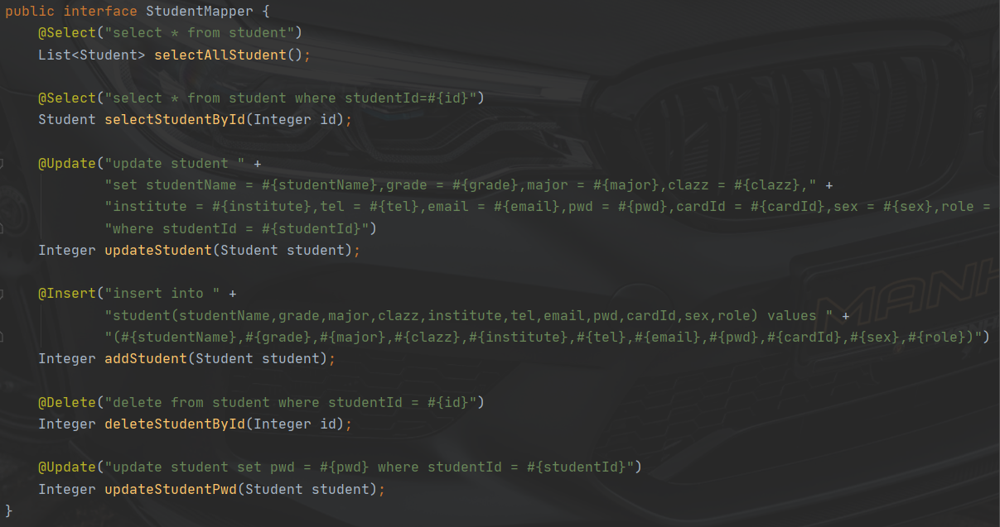 public interface StudentMapper {
@Select("select * from student")
List<Student> selectAllStudent();
@Select("select * from student where studentId=#{id}")
Student selectStudentById(Integer id);
@Update("update student " +
"set studentName = #{studentName},grade = #{grade},major = #{major},clazz = #{clazz}," +
"institute = #{institute},tel = #{tel},email = #{email},pwd = #{pwd},cardId = #{cardId},sex = #{sex},role =
"where studentId = #{studentId}")
Integer updateStudent(Student student);
@Insert("insert into " +
"student(studentName,grade,major,clazz,institute,tel,email,pwd,cardId,sex,role) values " +
"(#{studentName},#{grade},#{major},#{clazz},#{institute},#{tel},#{email},#{pwd},#{cardId},#{sex},#{role})")
Integer addStudent(Student student);
@Delete("delete from student where studentId = #{id}")
Integer deleteStudentById(Integer id);
@Update("update student set pwd = #{pwd} where studentId = #{studentId}")
Integer updateStudentPwd(Student student);
}